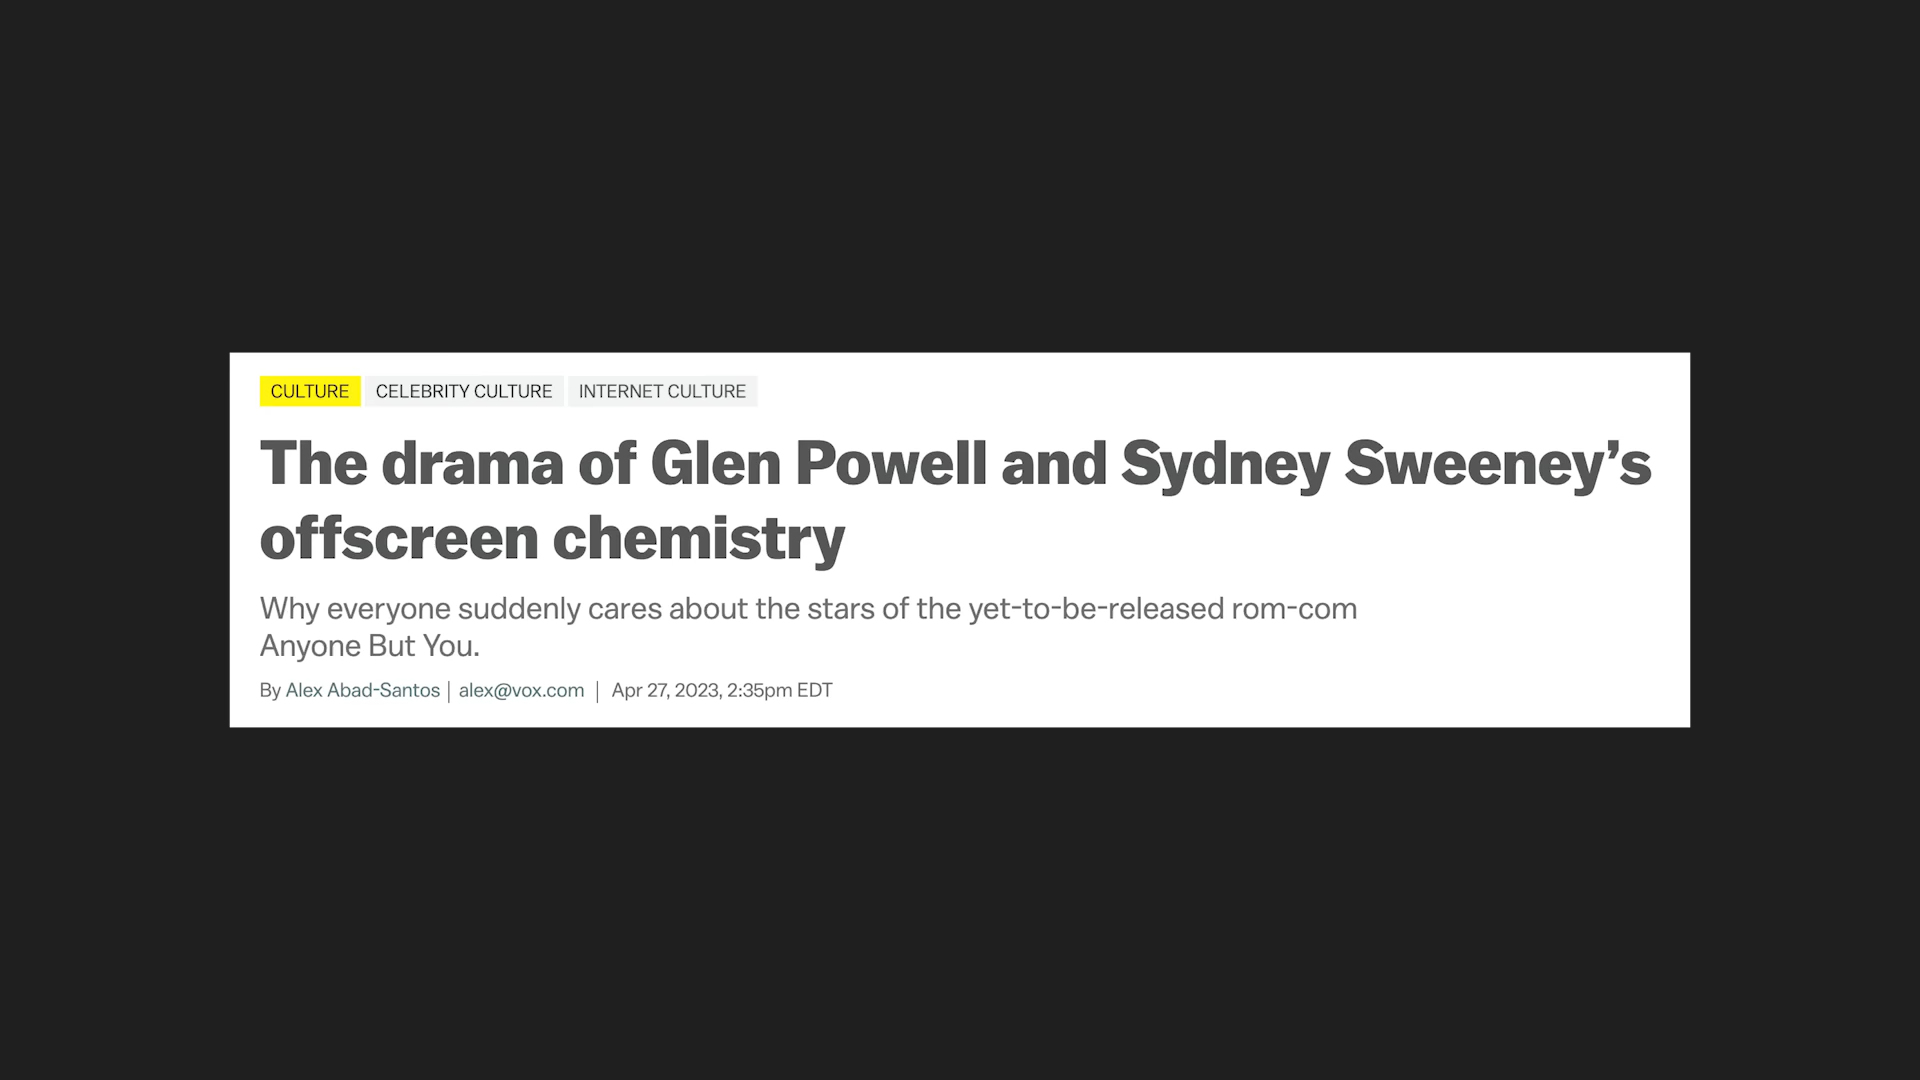 CULTURE CELEBRITY CULTURE INTERNET CULTURE
The drama of Glen Powell and Sydney Sweeney’s
offscreen chemistry
Why everyone suddenly cares about the stars of the yet-to-be-released rom-com
Anyone But You.
By Alex Abad-Santos | alex@vox.com | Apr 27, 2023, 2:35pm EDT